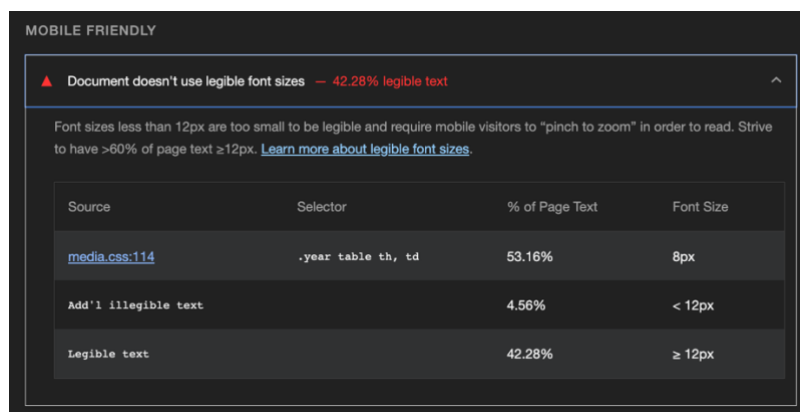 MOBILE FRIENDLY
Document doesn't use legible font sizes — 42.28% legible text
Font sizes less than 12px are too small to be legible and require mobile visitors to “pinch to zoom” in order to read. Strive
to have >60% of page text ≥12px. Learn more about legible font sizes.
Source Selector % of Page Text Font Size
media.css:114 .year table th, td 53.16% 8px
Add'l illegible text 4.56% < 12px
Legible text 42.28% ≥ 12px